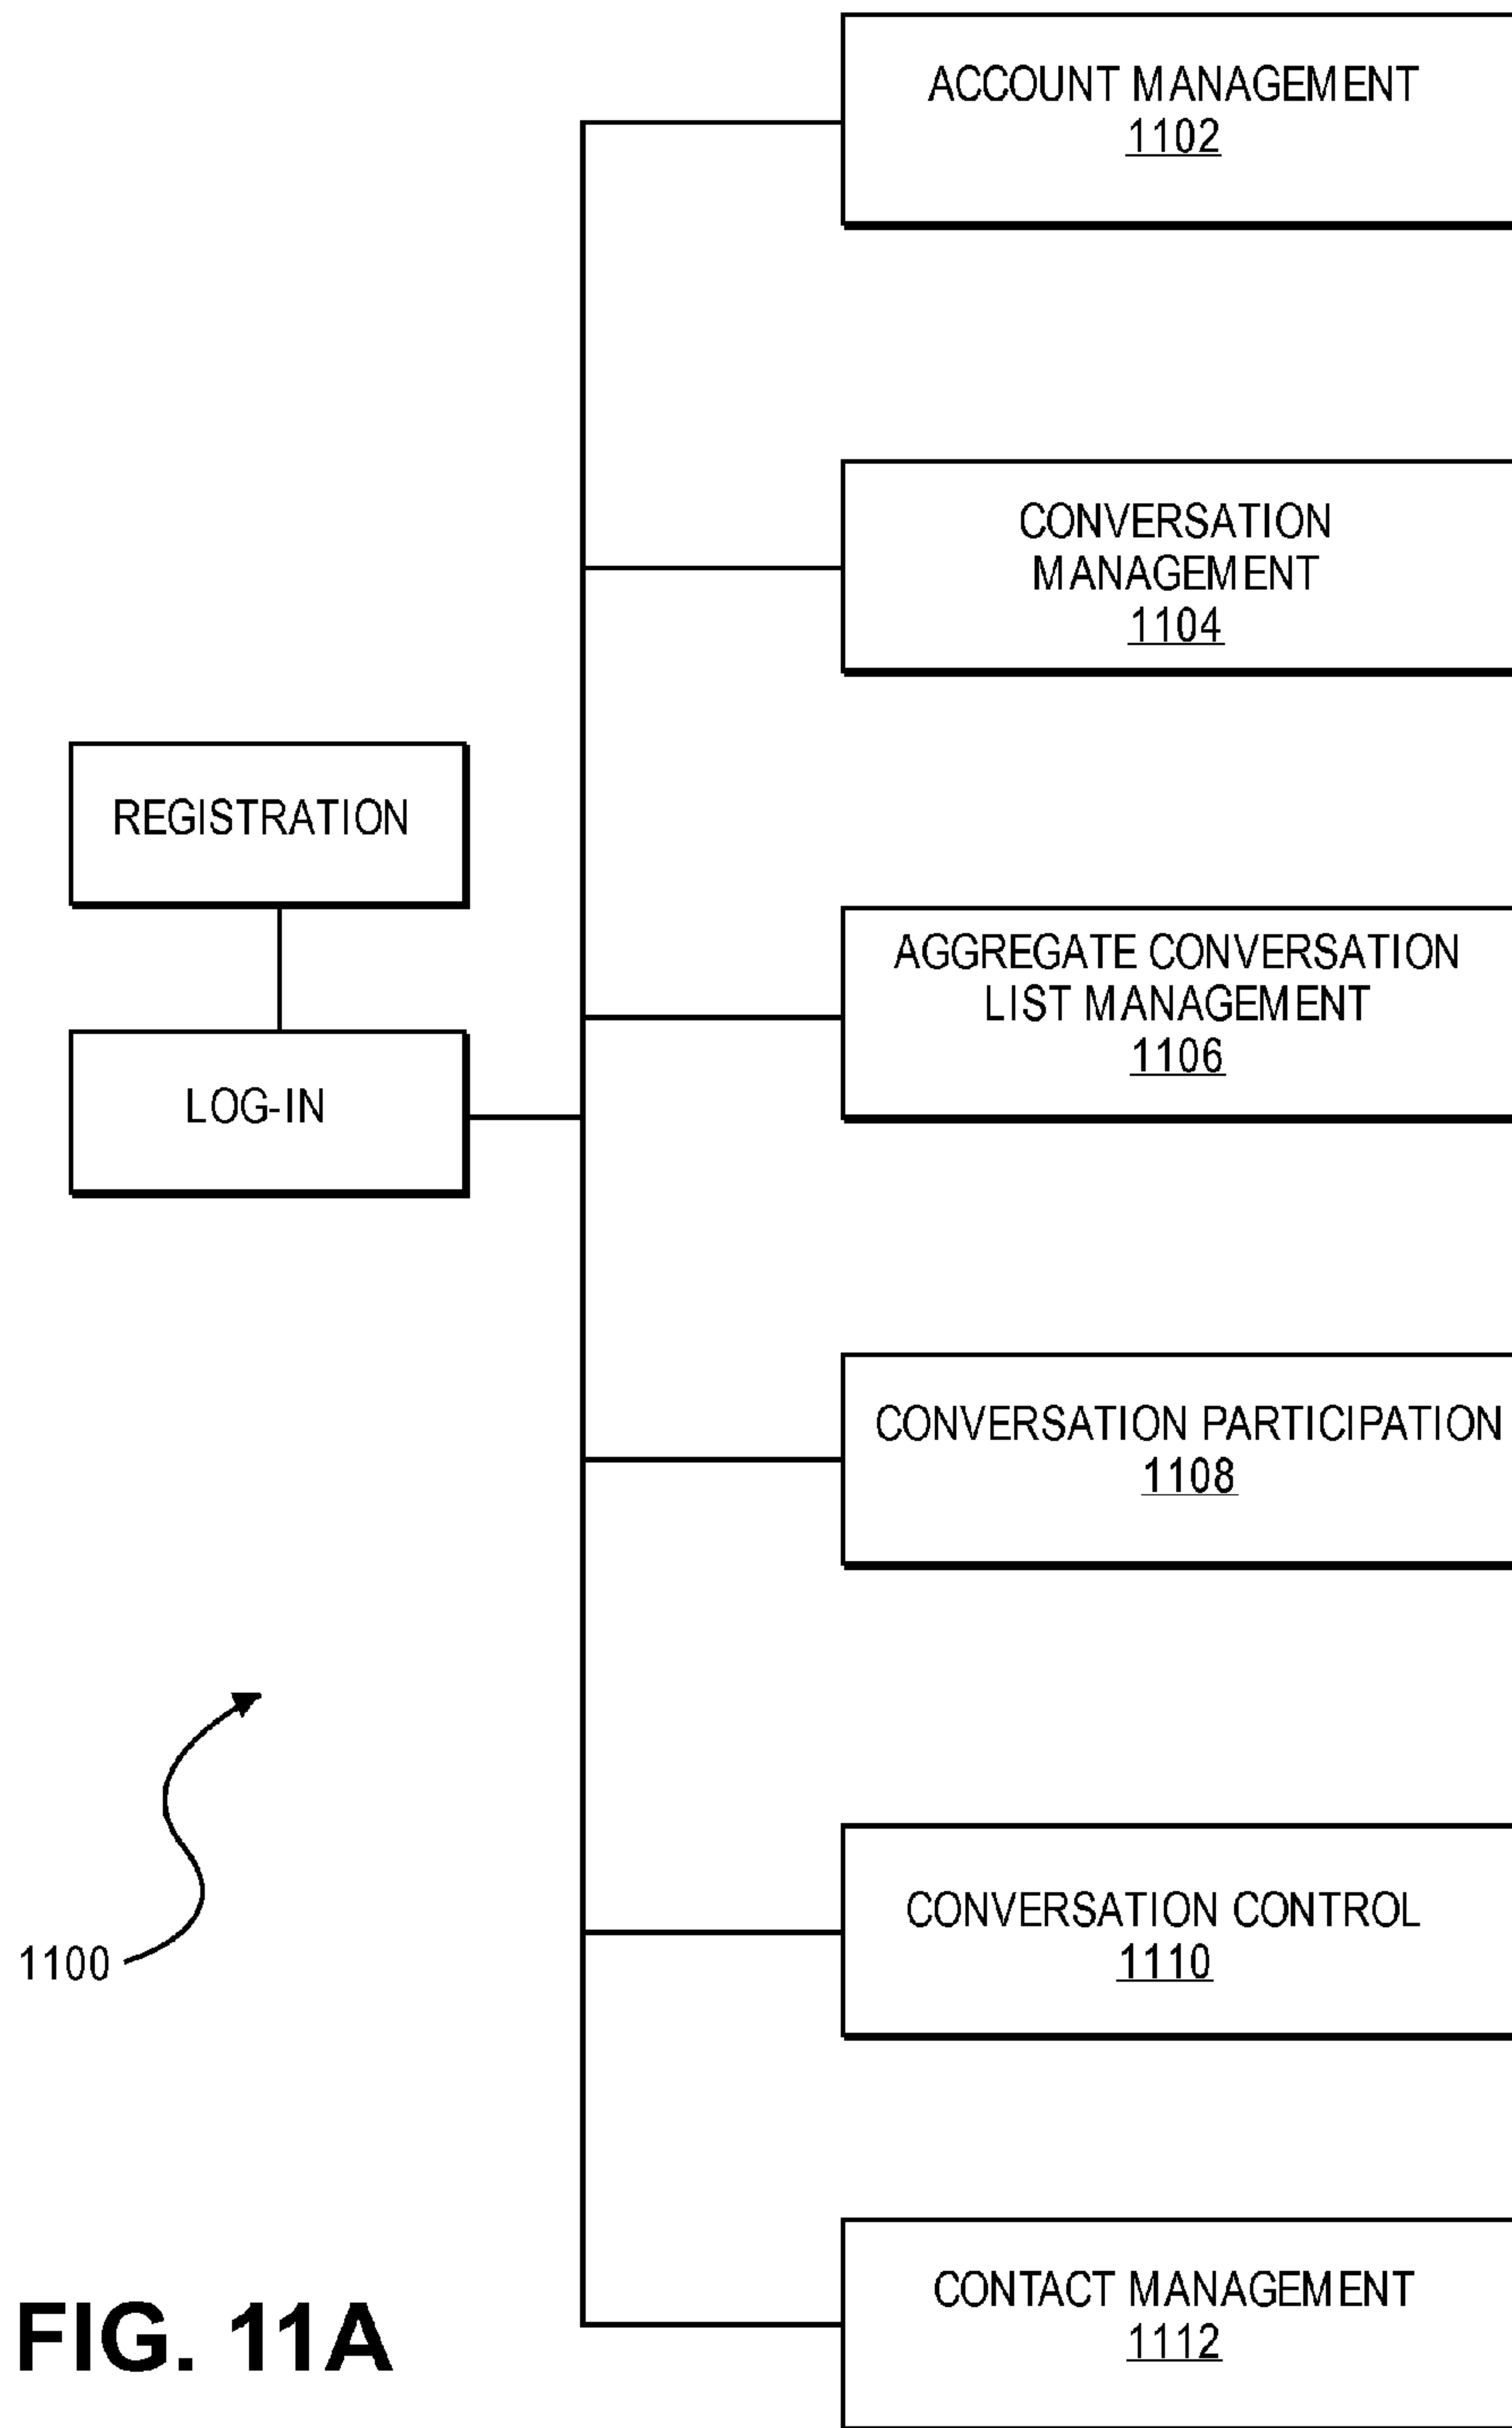 ACCOUNT MANAGEMENT
1102
CONVERSATION
MANAGEMENT
1104
REGISTRATION
AGGREGATE CONVERSATION
LIST MANAGEMENT
1106
LOG-IN
CONVERSATION PARTICIPATION
1108
CONVERSATION CONTROL
1110
1100
CONTACT MANAGEMENT
1112
FIG. 11A